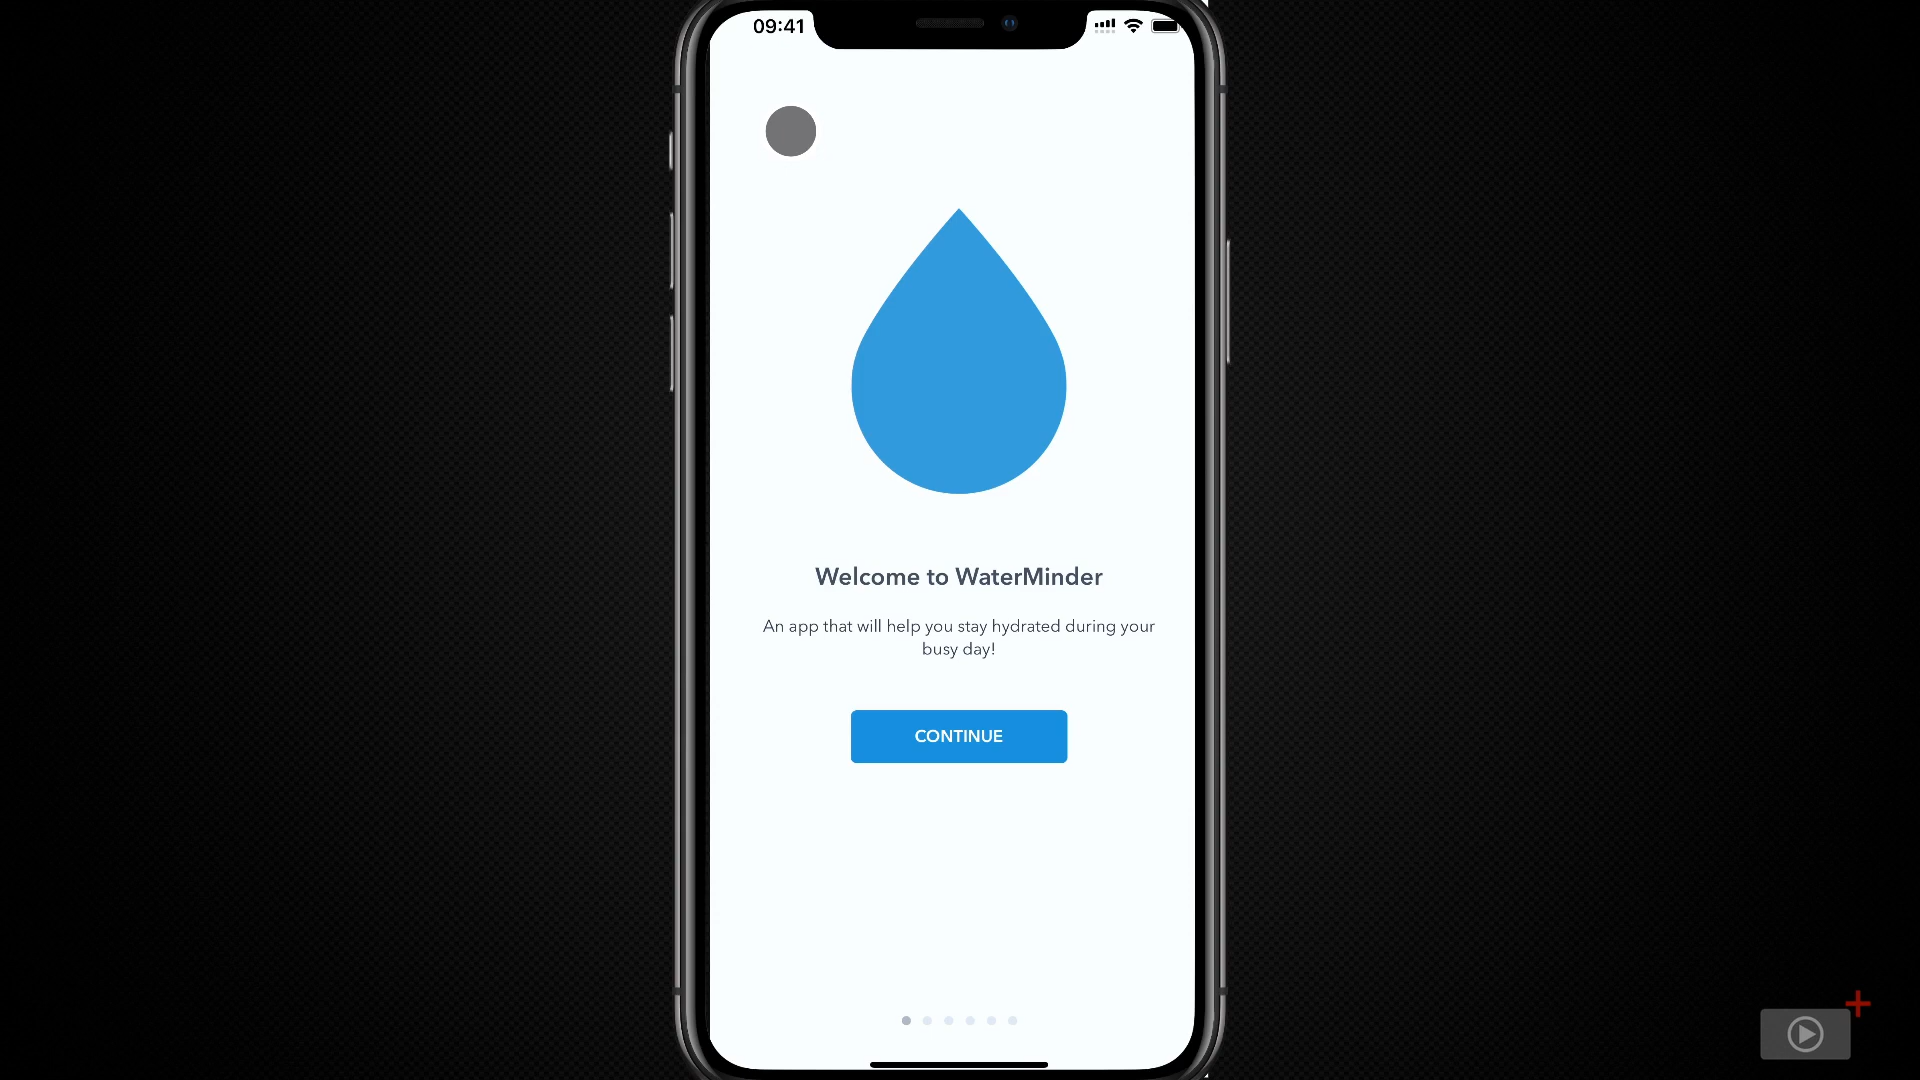 09:41
Welcome to WaterMinder
An app that will help you stay hydrated during your
busy day!
CONTINUE